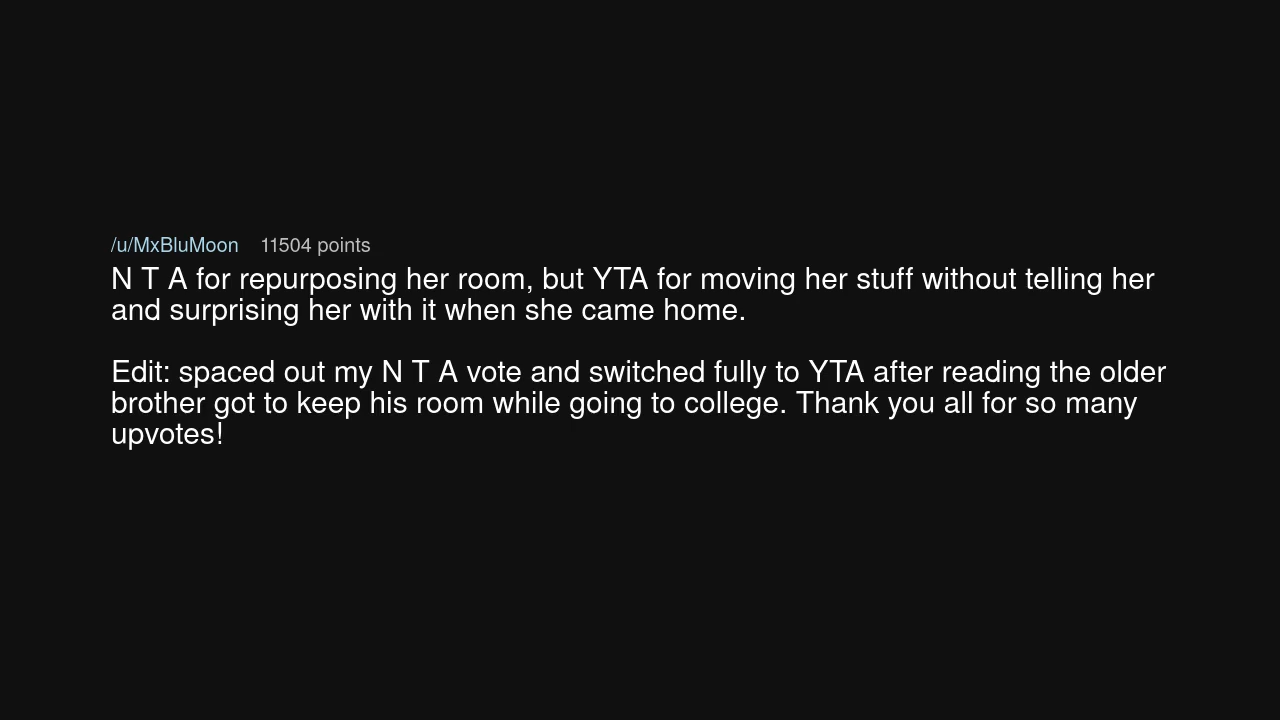 /u/MxBluMoon 11504 points
N T A for repurposing her room, but YTA for moving her stuff without telling her
and surprising her with it when she came home.
Edit: spaced out my N T A vote and switched fully to YTA after reading the older
brother got to keep his room while going to college. Thank you all for so many
upvotes!